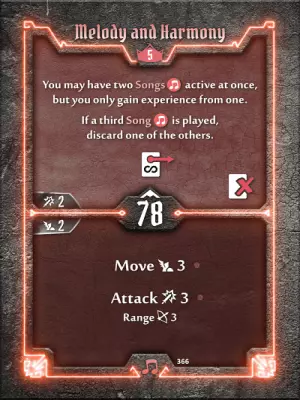 Melody and Harmony
5
You may have two Songs active at once,
but you only gain experience from one.
If a third Song is played,
discard one of the others.
2
78
2
Move 3
Attack 3
Range 3
366